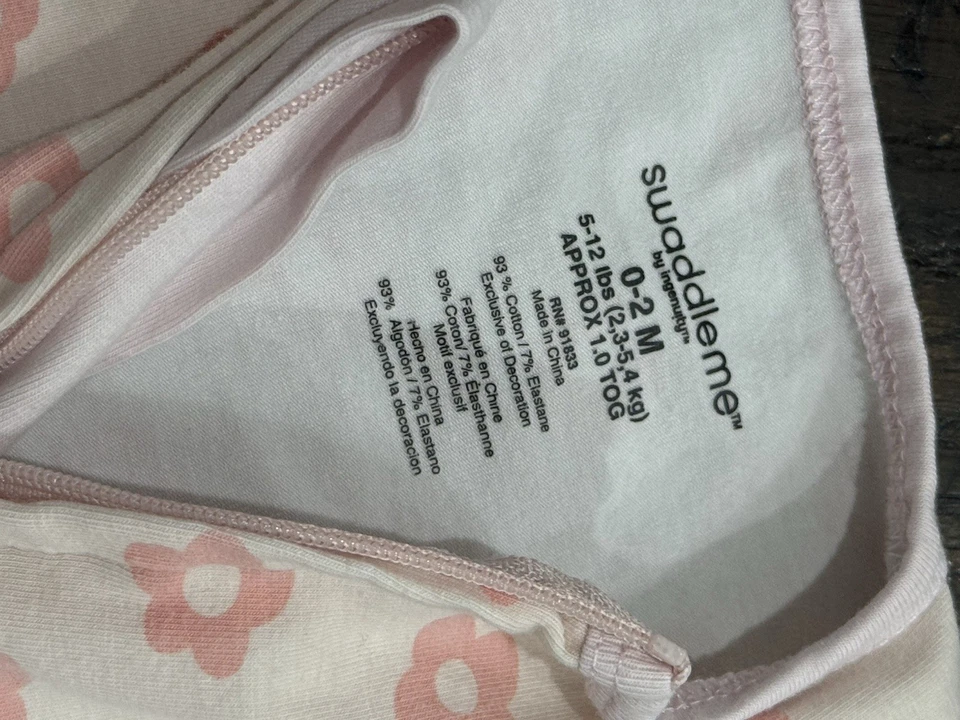 swaddleme™
by ingenuity™
0-2 M
5-12 lbs (2,3-5,4 kg)
APPROX 1.0 TOG
RN# 91833
Made in China
93 % Cotton / 7% Elastane
Exclusive of Decoration
Fabriqué en Chine
93% Coton/ 7% Élasthanne
Motif exclusif
Hecho en China
93% Algodón / 7% Elastano
Excluyendo la decoración